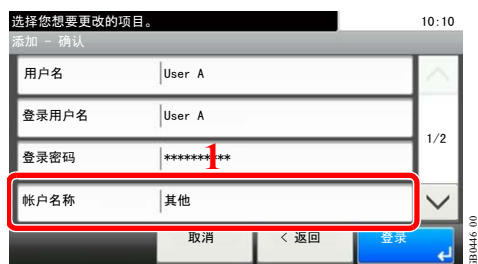 选择您想要更改的项目。 10:10
添加 - 确认
用户名 User A
登录用户名 User A
1/2
登录密码 **********
1
帐户名称 其他
取消 < 返回 登录
GB0446_00